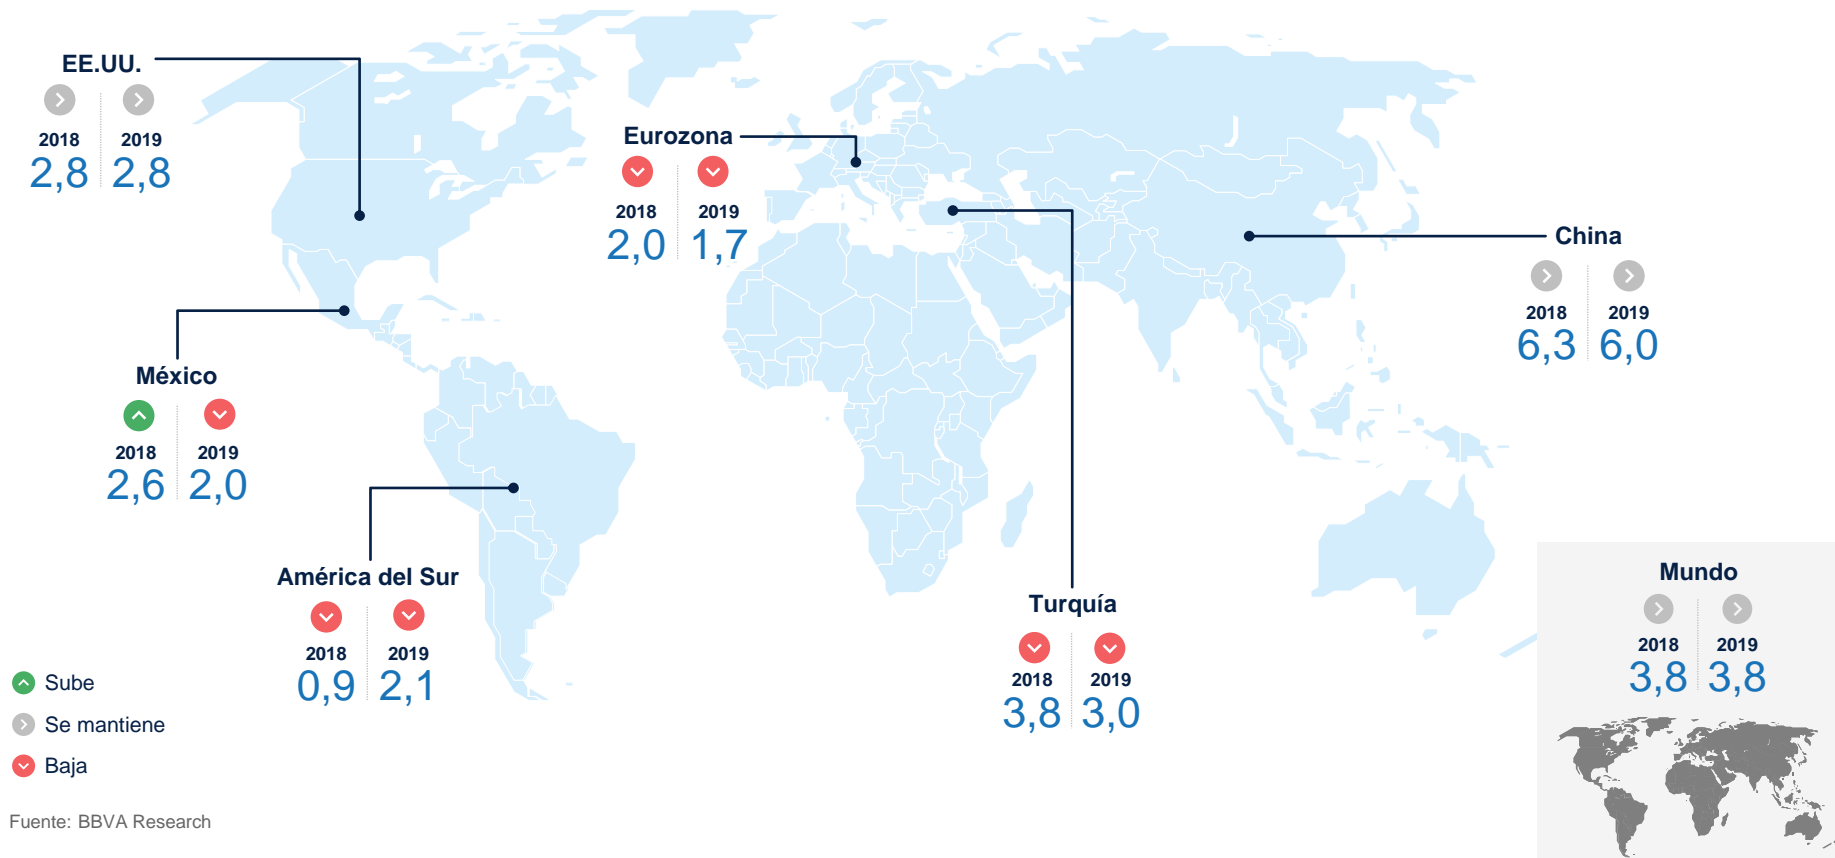 EE.UU.
2018 2019
2,8 2,8
Eurozona
2018 2019
2,0 1,7
China
2018 2019
6,3 6,0
México
2018 2019
2,6 2,0
América del Sur
2018 2019
0,9 2,1
Turquía
2018 2019
3,8 3,0
Mundo
2018 2019
3,8 3,8
Sube
Se mantiene
Baja
Fuente: BBVA Research